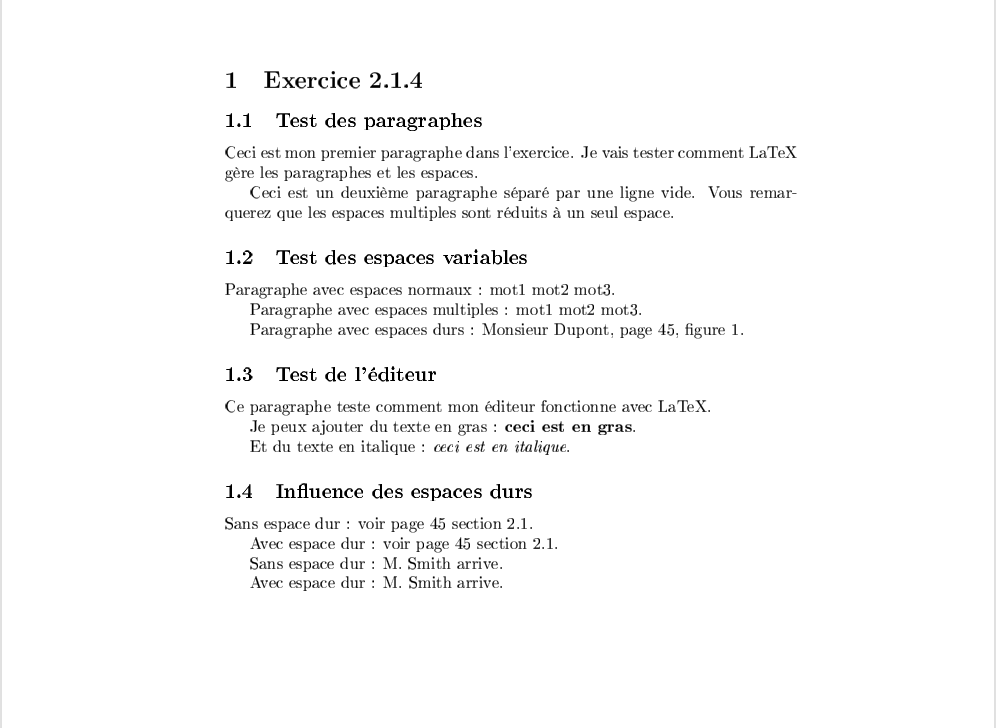 1 Exercice 2.1.4
1.1 Test des paragraphes
Ceci est mon premier paragraphe dans l'exercice. Je vais tester comment LaTeX
gère les paragraphes et les espaces.
Ceci est un deuxième paragraphe séparé par une ligne vide. Vous remar-
querez que les espaces multiples sont réduits à un seul espace.
1.2 Test des espaces variables
Paragraphe avec espaces normaux : mot1 mot2 mot3.
Paragraphe avec espaces multiples : mot1 mot2 mot3.
Paragraphe avec espaces durs : Monsieur Dupont, page 45, figure 1.
1.3 Test de l'éditeur
Ce paragraphe teste comment mon éditeur fonctionne avec LaTeX.
Je peux ajouter du texte en gras : ceci est en gras.
Et du texte en italique : ceci est en italique.
1.4 Influence des espaces durs
Sans espace dur : voir page 45 section 2.1.
Avec espace dur : voir page 45 section 2.1.
Sans espace dur : M. Smith arrive.
Avec espace dur : M. Smith arrive.